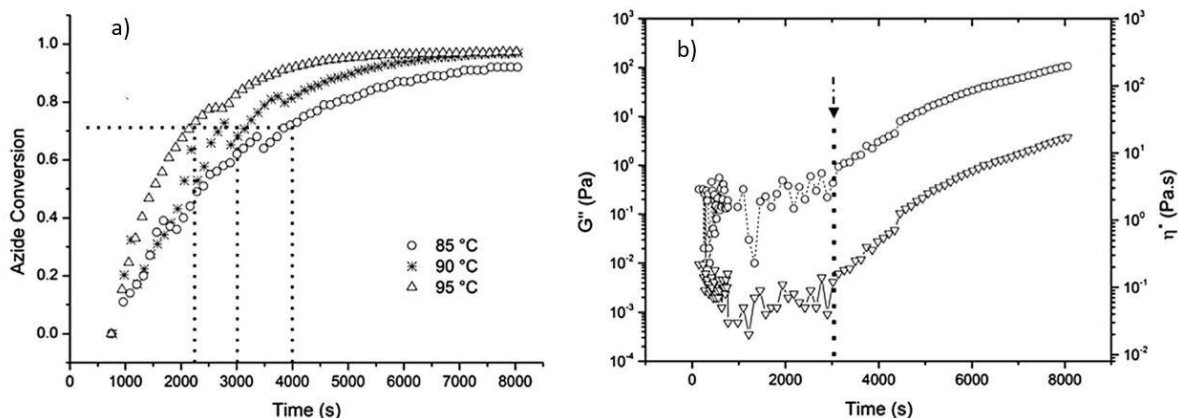 a)
Azide Conversion
1.0
0.8
0.6
0.4
0.2
0.0
85 °C
90 °C
95 °C
0 1000 2000 3000 4000 5000 6000 7000 8000
Time (s)
b)
G'' (Pa)
10³
10²
10¹
10⁰
10⁻¹
10⁻²
10⁻³
10⁻⁴
0 2000 4000 6000 8000
Time (s)
10³
10²
10¹
10⁰
10⁻¹
10⁻²
η* (Pa.s)